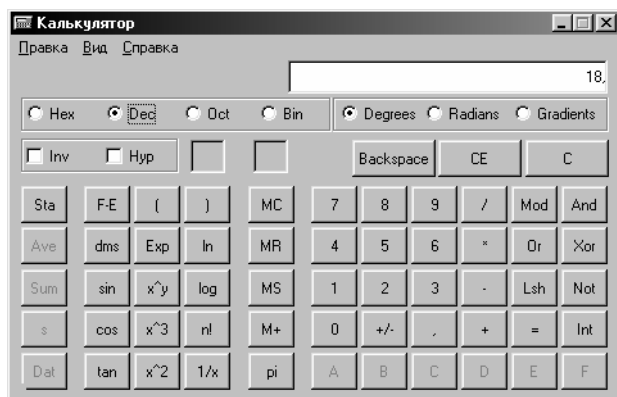 Калькулятор
Правка Вид Справка
18,
Hex Dec Oct Bin Degrees Radians Gradients
Inv Hyp Backspace CE C
Sta F-E ( ) MC 7 8 9 / Mod And
Ave dms Exp ln MR 4 5 6 * Or Xor
Sum sin x^y log MS 1 2 3 - Lsh Not
s cos x^3 n! M+ 0 +/- , + = Int
Dat tan x^2 1/x pi A B C D E F